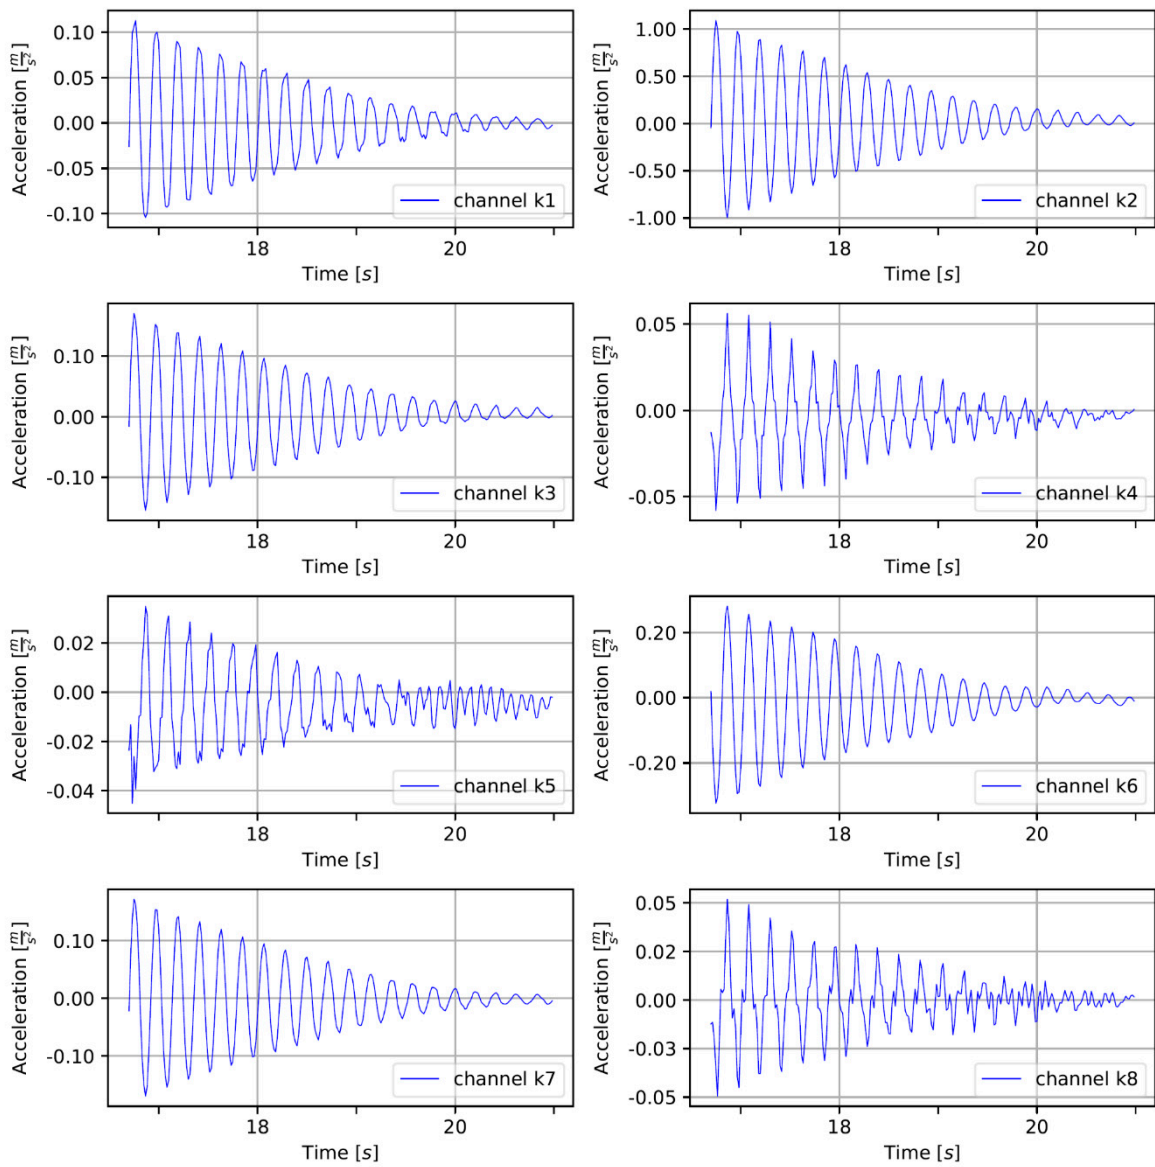 Acceleration [m/s²]
0.10
0.05
0.00
-0.05
-0.10
channel k1
18
20
Time [s]
Acceleration [m/s²]
1.00
0.50
0.00
-0.50
-1.00
channel k2
18
20
Time [s]
Acceleration [m/s²]
0.10
0.00
-0.10
channel k3
18
20
Time [s]
Acceleration [m/s²]
0.05
0.00
-0.05
channel k4
18
20
Time [s]
Acceleration [m/s²]
0.02
0.00
-0.02
-0.04
channel k5
18
20
Time [s]
Acceleration [m/s²]
0.20
0.00
-0.20
channel k6
18
20
Time [s]
Acceleration [m/s²]
0.10
0.00
-0.10
channel k7
18
20
Time [s]
Acceleration [m/s²]
0.05
0.02
0.00
-0.03
-0.05
channel k8
18
20
Time [s]